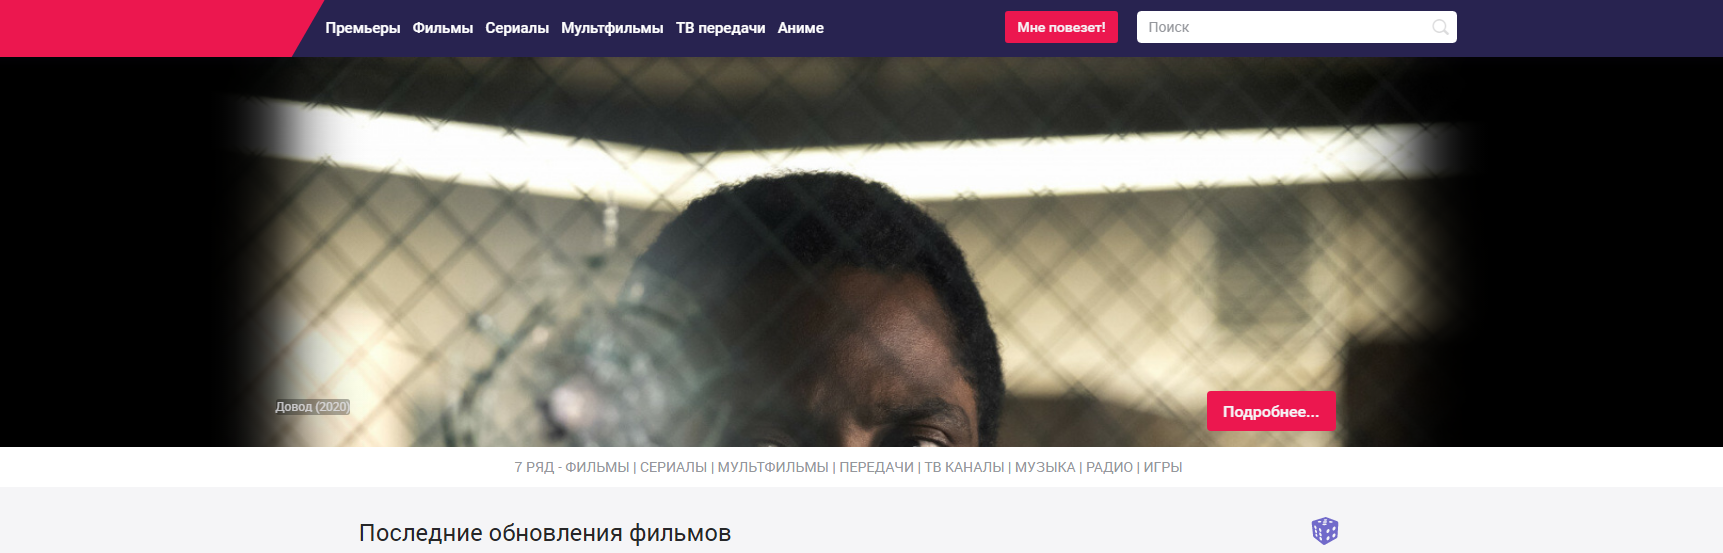 Премьеры Фильмы Сериалы Мультфильмы ТВ передачи Аниме Мне повезет! Поиск
Довод (2020)
Подробнее...
7 РЯД - ФИЛЬМЫ | СЕРИАЛЫ | МУЛЬТФИЛЬМЫ | ПЕРЕДАЧИ | ТВ КАНАЛЫ | МУЗЫКА | РАДИО | ИГРЫ
Последние обновления фильмов